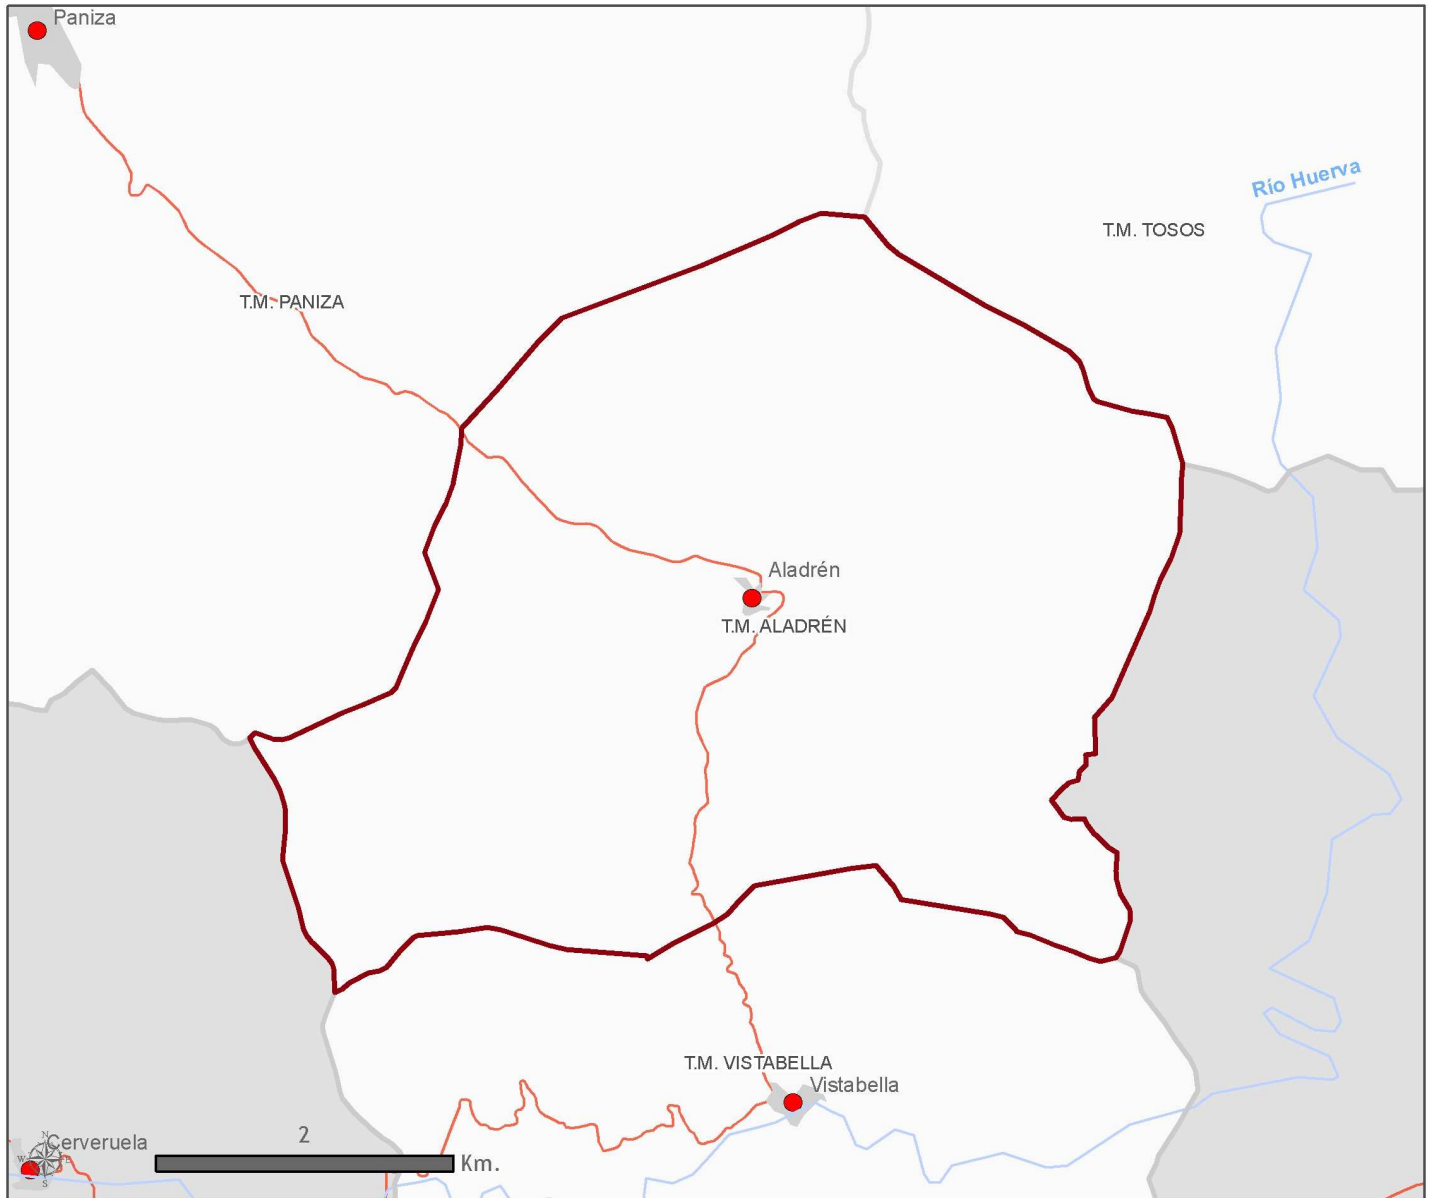 Paniza
Río Huerva
T.M. TOSOS
T.M. PANIZA
Aladrén
T.M. ALADRÉN
T.M. VISTABELLA
Vistabella
Cerveruela
N
W
E
S
2
Km.